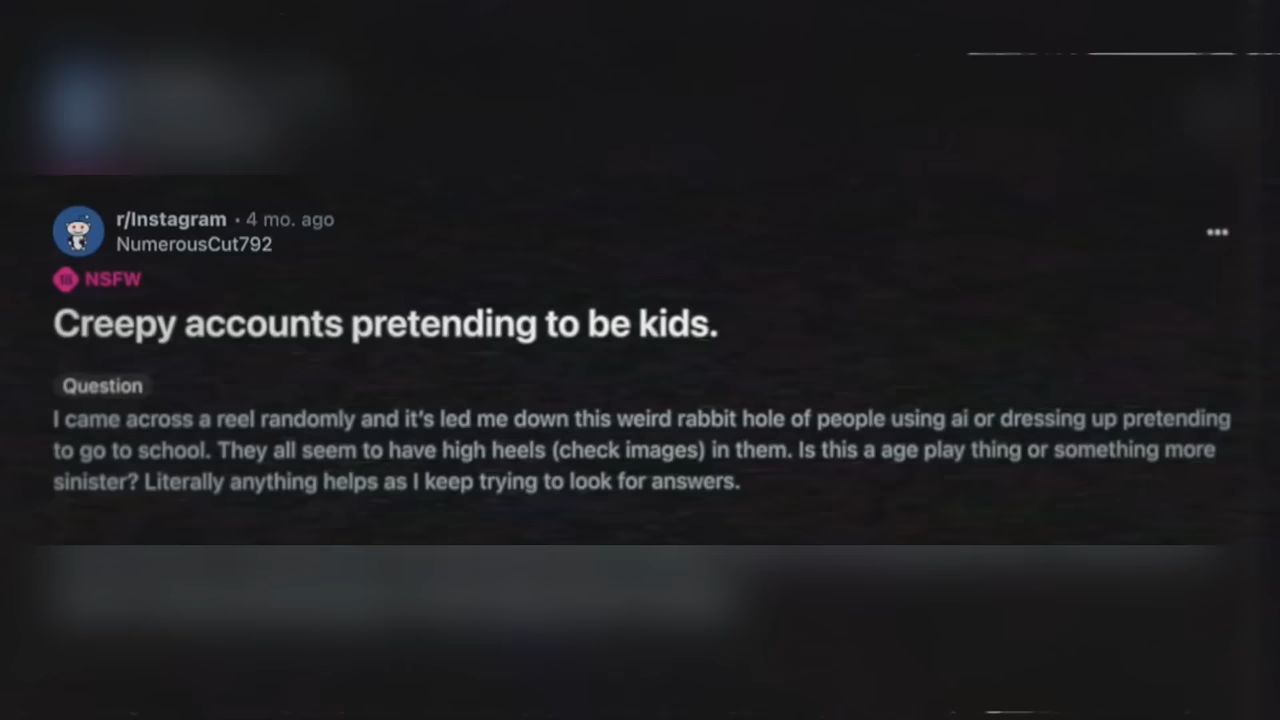 r/Instagram · 4 mo. ago
NumerousCut792
18 NSFW
Creepy accounts pretending to be kids.
Question
I came across a reel randomly and it's led me down this weird rabbit hole of people using ai or dressing up pretending
to go to school. They all seem to have high heels (check images) in them. Is this a age play thing or something more
sinister? Literally anything helps as I keep trying to look for answers.